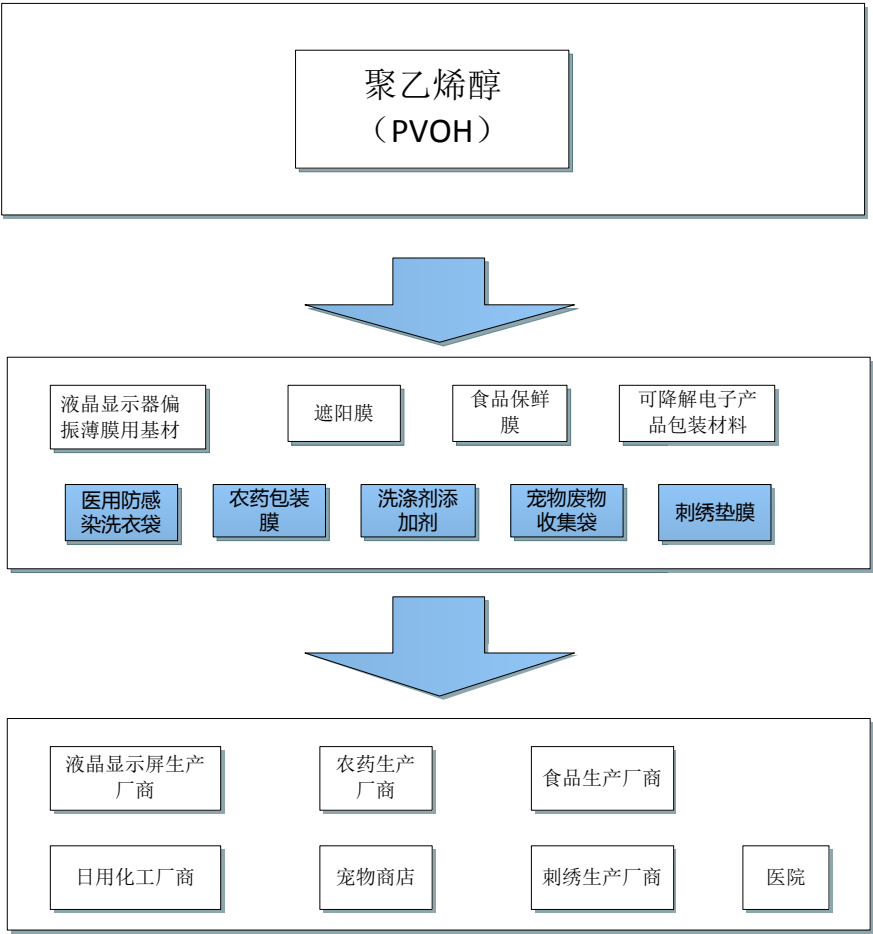 聚乙烯醇
（PVOH）
液晶显示器偏
振薄膜用基材
遮阳膜
食品保鲜
膜
可降解电子产
品包装材料
医用防感
染洗衣袋
农药包装
膜
洗涤剂添
加剂
宠物废物
收集袋
刺绣垫膜
液晶显示屏生产
厂商
农药生产
厂商
食品生产厂商
日用化工厂商
宠物商店
刺绣生产厂商
医院